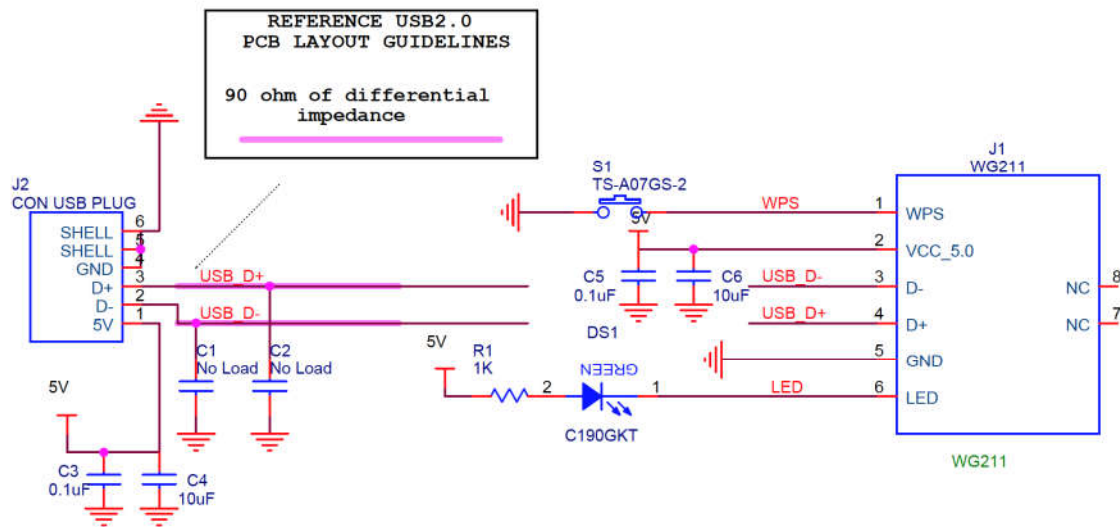 REFERENCE USB2.0
PCB LAYOUT GUIDELINES
90 ohm of differential
impedance
J2
CON USB PLUG
SHELL 6
SHELL 5
GND 4
D+ 3
D- 2
5V 1
USB_D+
USB_D-
C1
No Load
C2
No Load
5V
C3
0.1uF
C4
10uF
S1
TS-A07GS-2
WPS
5V
C5
0.1uF
C6
10uF
USB_D-
USB_D+
DS1
5V
R1
1K
GREEN
2
1
LED
C190GKT
J1
WG211
1 WPS
2 VCC_5.0
3 D-
4 D+
5 GND
6 LED
NC 8
NC 7
WG211